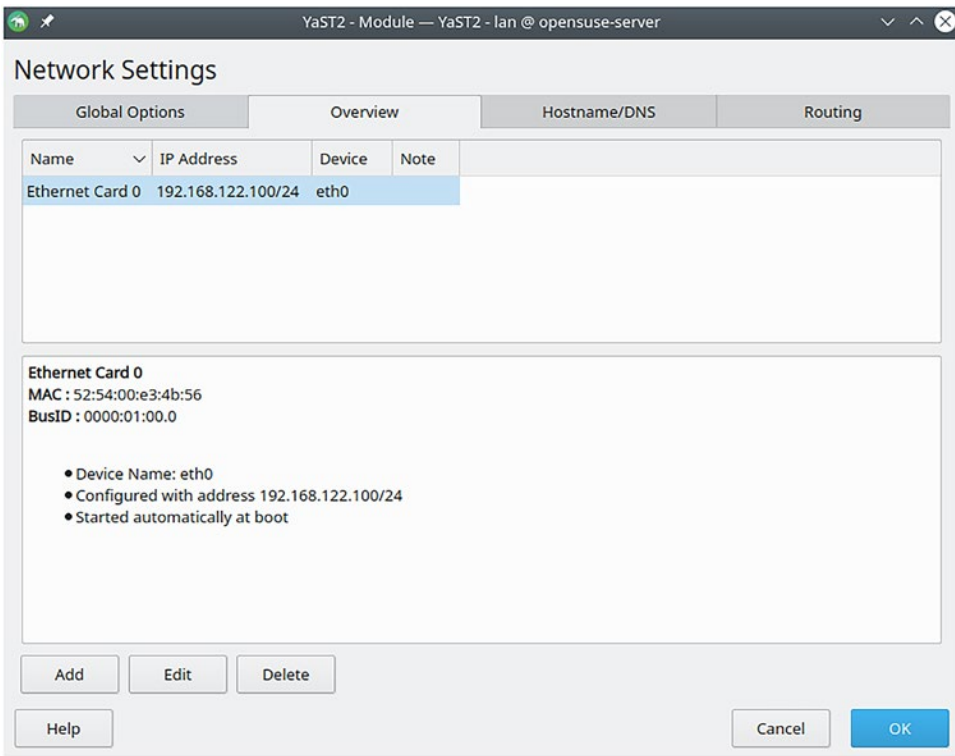 YaST2 - Module — YaST2 - lan @ opensuse-server
Network Settings
Global Options Overview Hostname/DNS Routing
Name IP Address Device Note
Ethernet Card 0 192.168.122.100/24 eth0
Ethernet Card 0
MAC : 52:54:00:e3:4b:56
BusID : 0000:01:00.0
• Device Name: eth0
• Configured with address 192.168.122.100/24
• Started automatically at boot
Add Edit Delete
Help Cancel OK